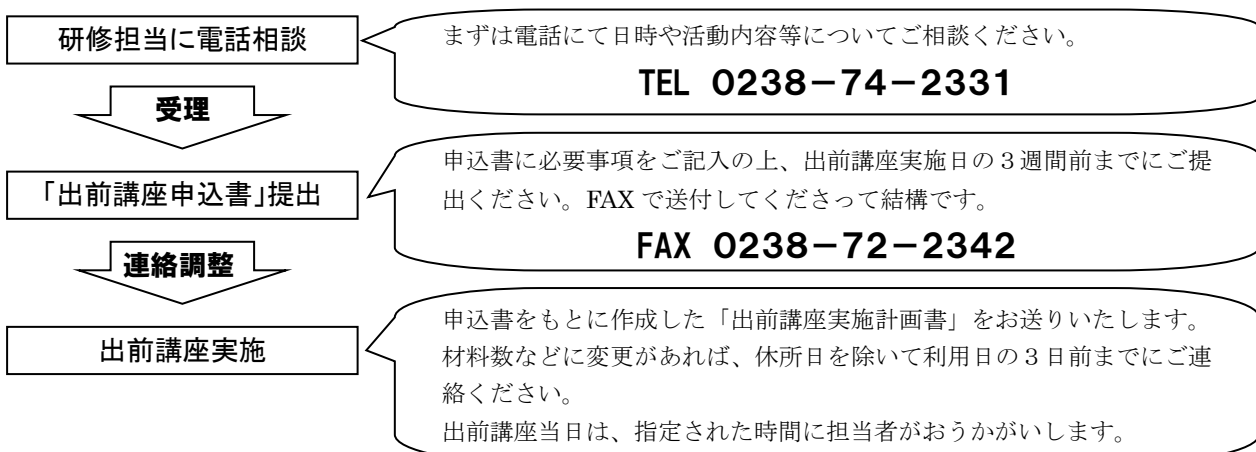 研修担当に電話相談
まずは電話にて日時や活動内容等についてご相談ください。
TEL 0238－74－2331
受理
「出前講座申込書」提出
申込書に必要事項をご記入の上、出前講座実施日の３週間前までにご提
出ください。FAX で送付してくださって結構です。
FAX 0238－72－2342
連絡調整
出前講座実施
申込書をもとに作成した「出前講座実施計画書」をお送りいたします。
材料数などに変更があれば、休所日を除いて利用日の３日前までにご連
絡ください。
出前講座当日は、指定された時間に担当者がおうかがいします。